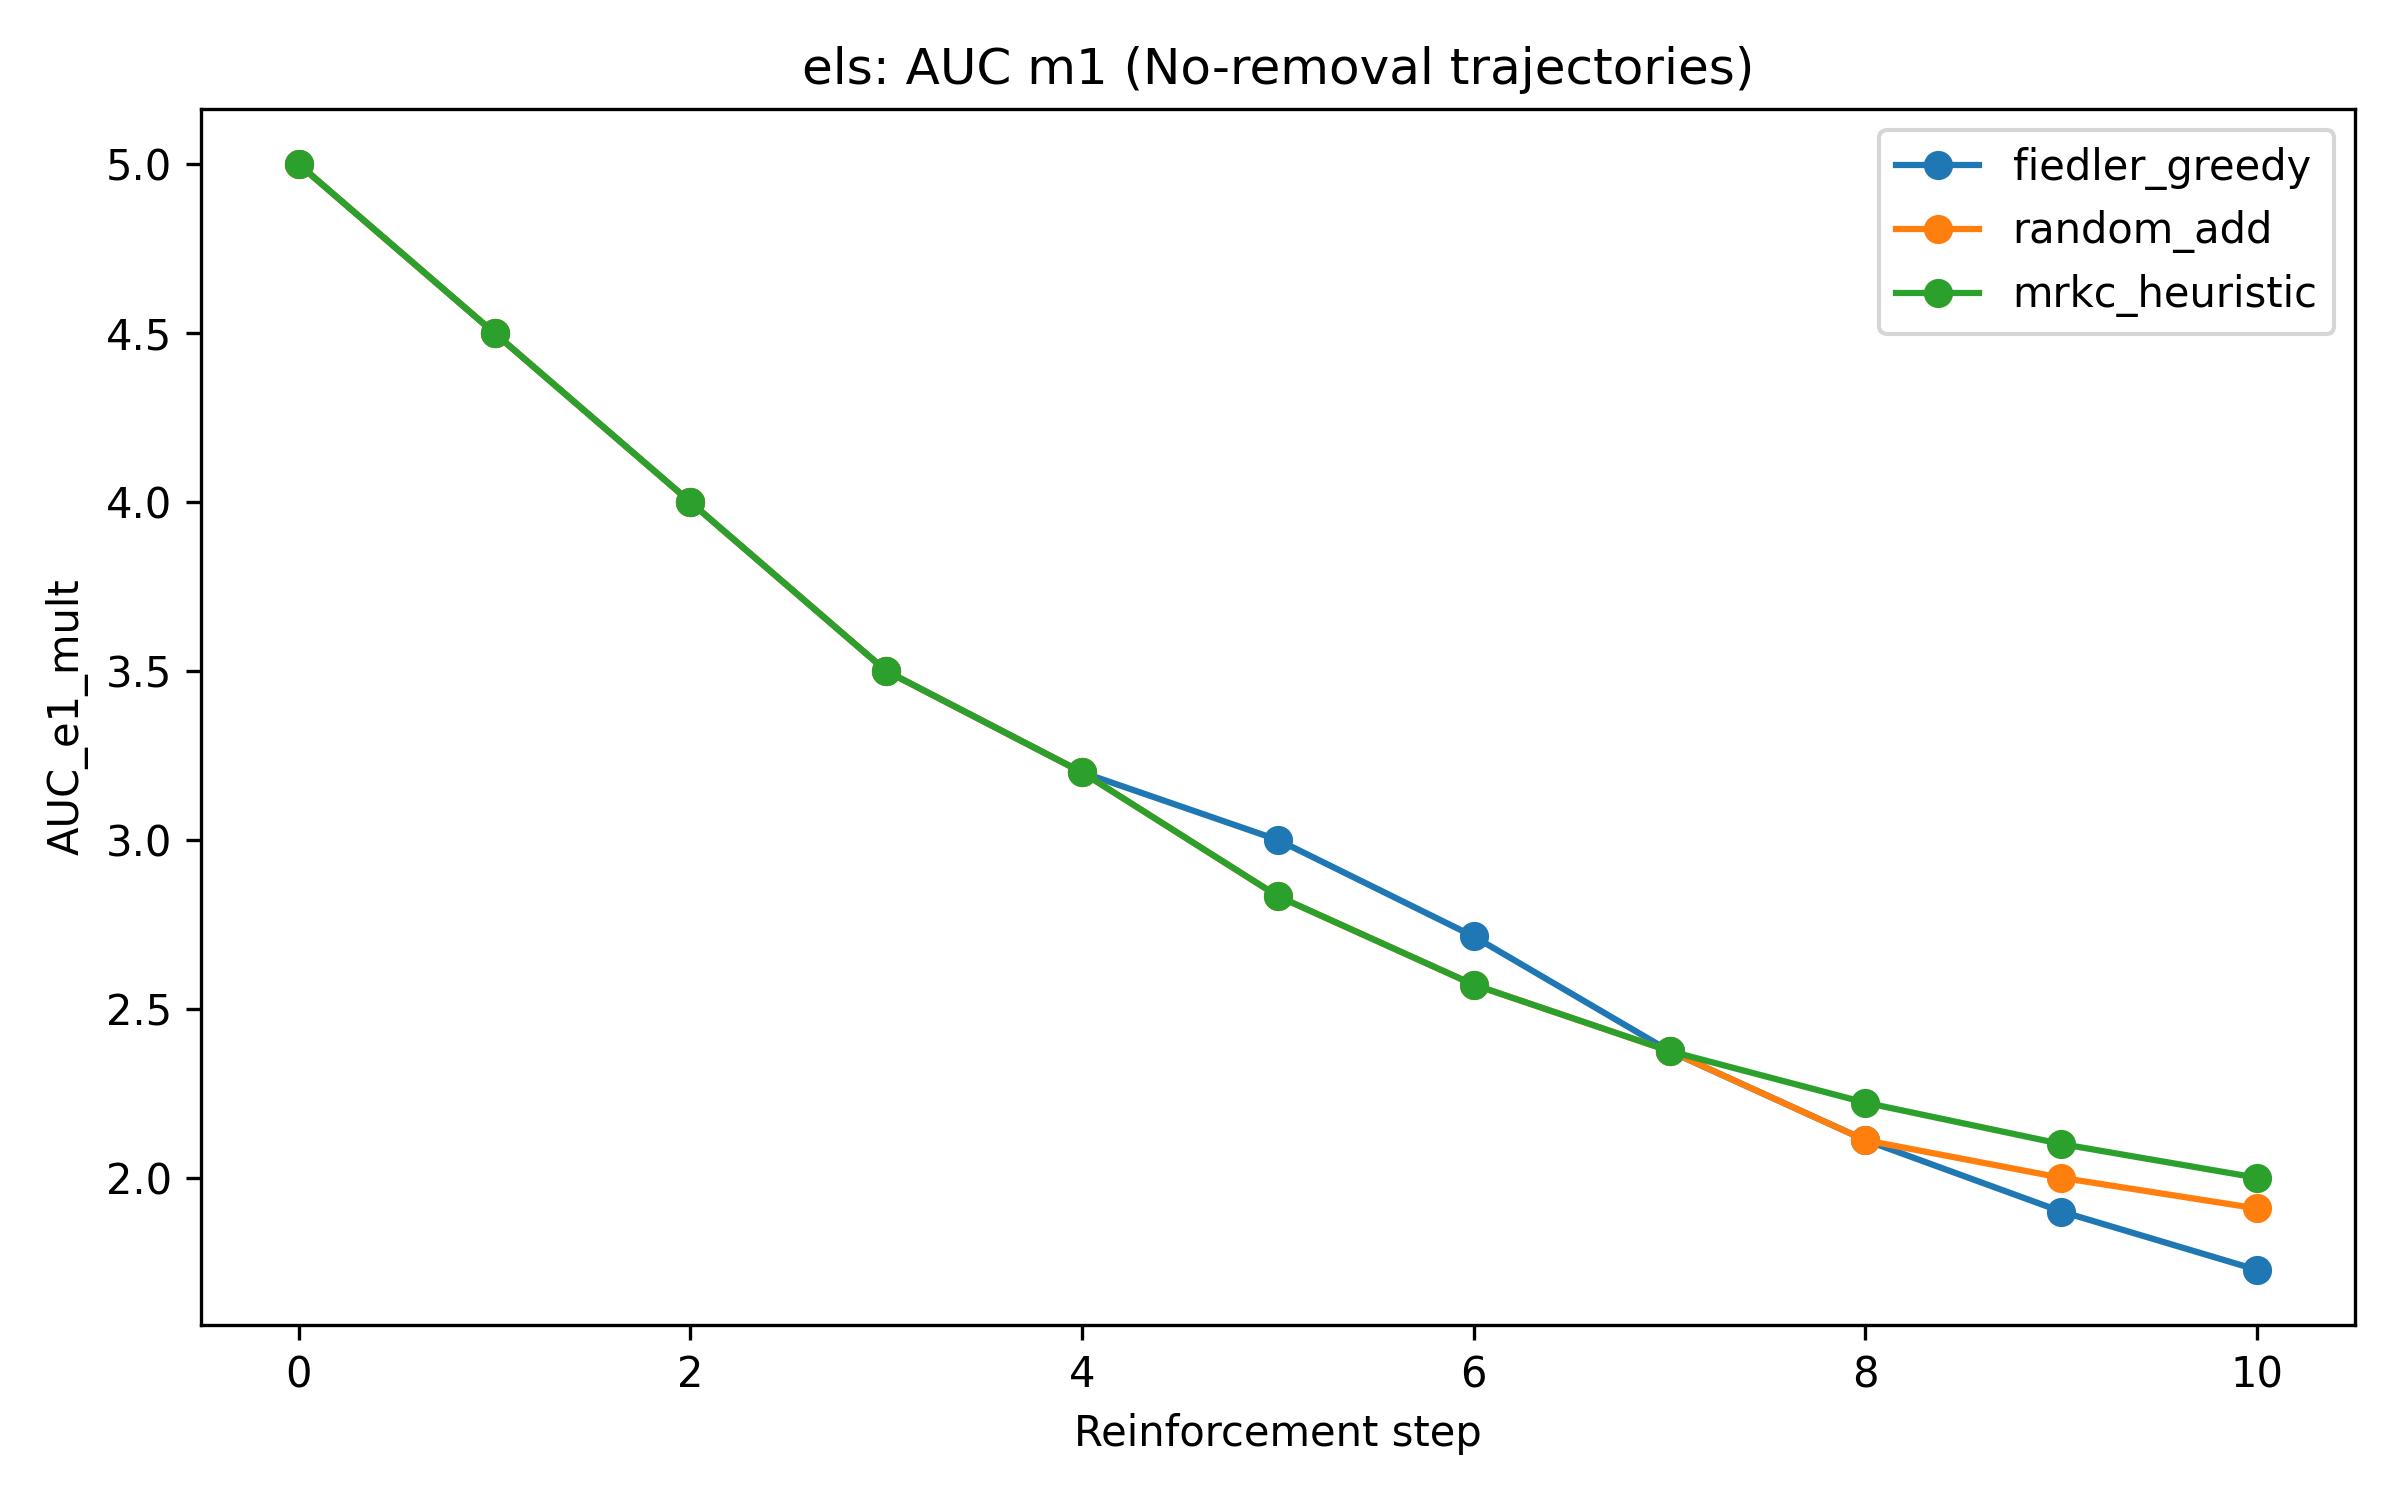 els: AUC m1 (No-removal trajectories)
fiedler_greedy
random_add
mrkc_heuristic
AUC_e1_mult
5.0
4.5
4.0
3.5
3.0
2.5
2.0
0 2 4 6 8 10
Reinforcement step